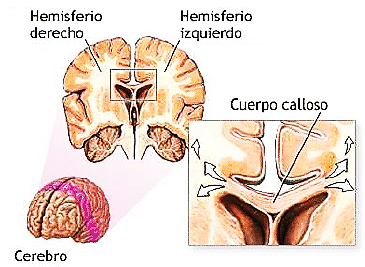 Hemisferio
derecho
Hemisferio
izquierdo
Cuerpo calloso
Cerebro